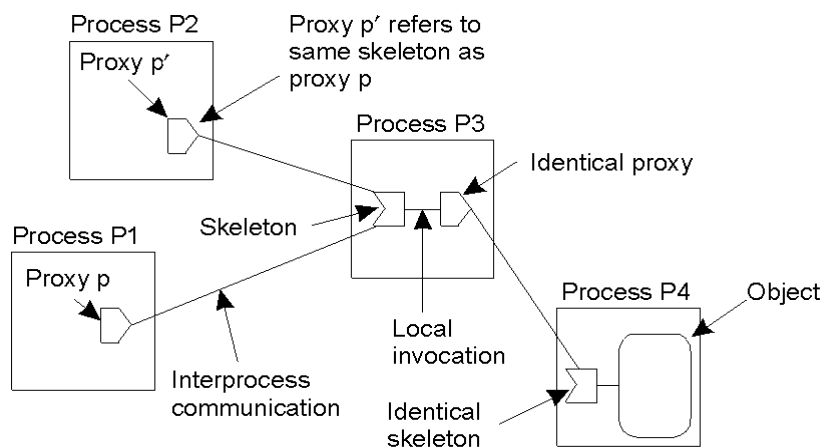 Process P2
Proxy p′
Proxy p′ refers to
same skeleton as
proxy p
Process P3
Identical proxy
Skeleton
Process P1
Proxy p
Interprocess
communication
Local
invocation
Process P4
Object
Identical
skeleton